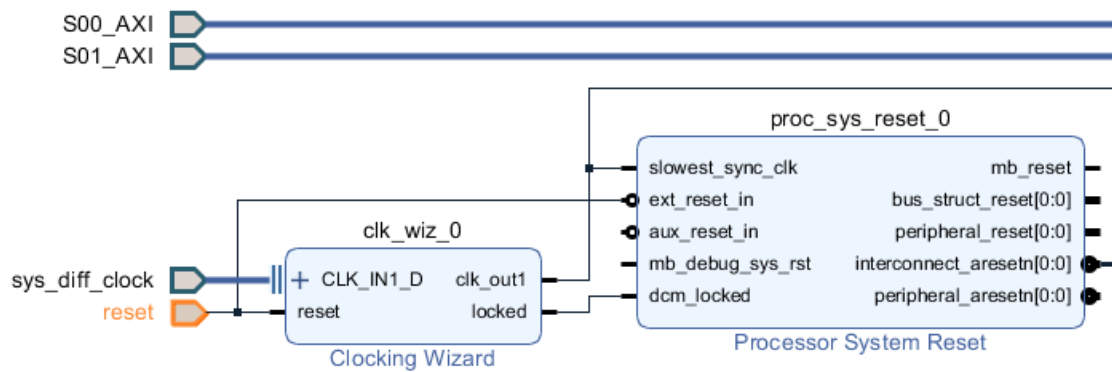 S00_AXI
S01_AXI
proc_sys_reset_0
slowest_sync_clk
mb_reset
ext_reset_in
bus_struct_reset[0:0]
clk_wiz_0
aux_reset_in
peripheral_reset[0:0]
mb_debug_sys_rst
interconnect_aresetn[0:0]
sys_diff_clock
CLK_IN1_D
clk_out1
dcm_locked
peripheral_aresetn[0:0]
reset
reset
locked
Clocking Wizard
Processor System Reset